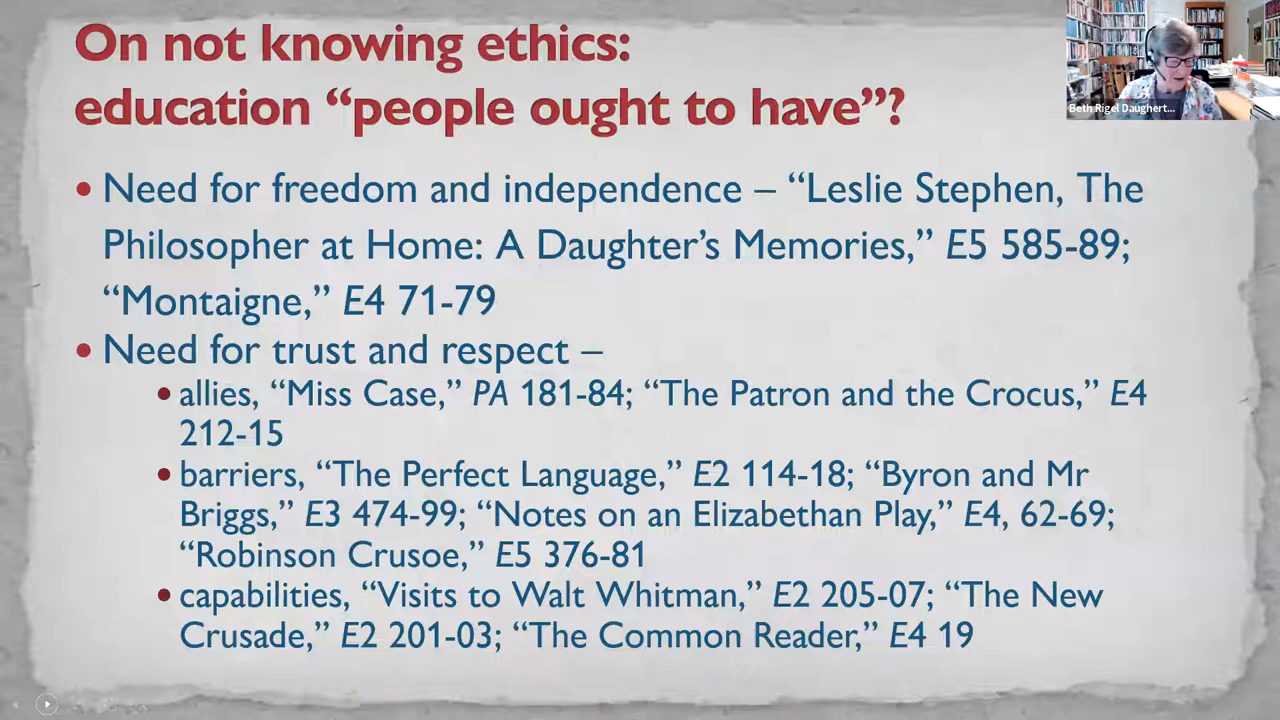 On not knowing ethics:
education “people ought to have”?
Beth Rigel Daughert...
• Need for freedom and independence – “Leslie Stephen, The
Philosopher at Home: A Daughter’s Memories,” E5 585-89;
“Montaigne,” E4 71-79
• Need for trust and respect –
• allies, “Miss Case,” PA 181-84; “The Patron and the Crocus,” E4
212-15
• barriers, “The Perfect Language,” E2 114-18; “Byron and Mr
Briggs,” E3 474-99; “Notes on an Elizabethan Play,” E4, 62-69;
“Robinson Crusoe,” E5 376-81
• capabilities, “Visits to Walt Whitman,” E2 205-07; “The New
Crusade,” E2 201-03; “The Common Reader,” E4 19